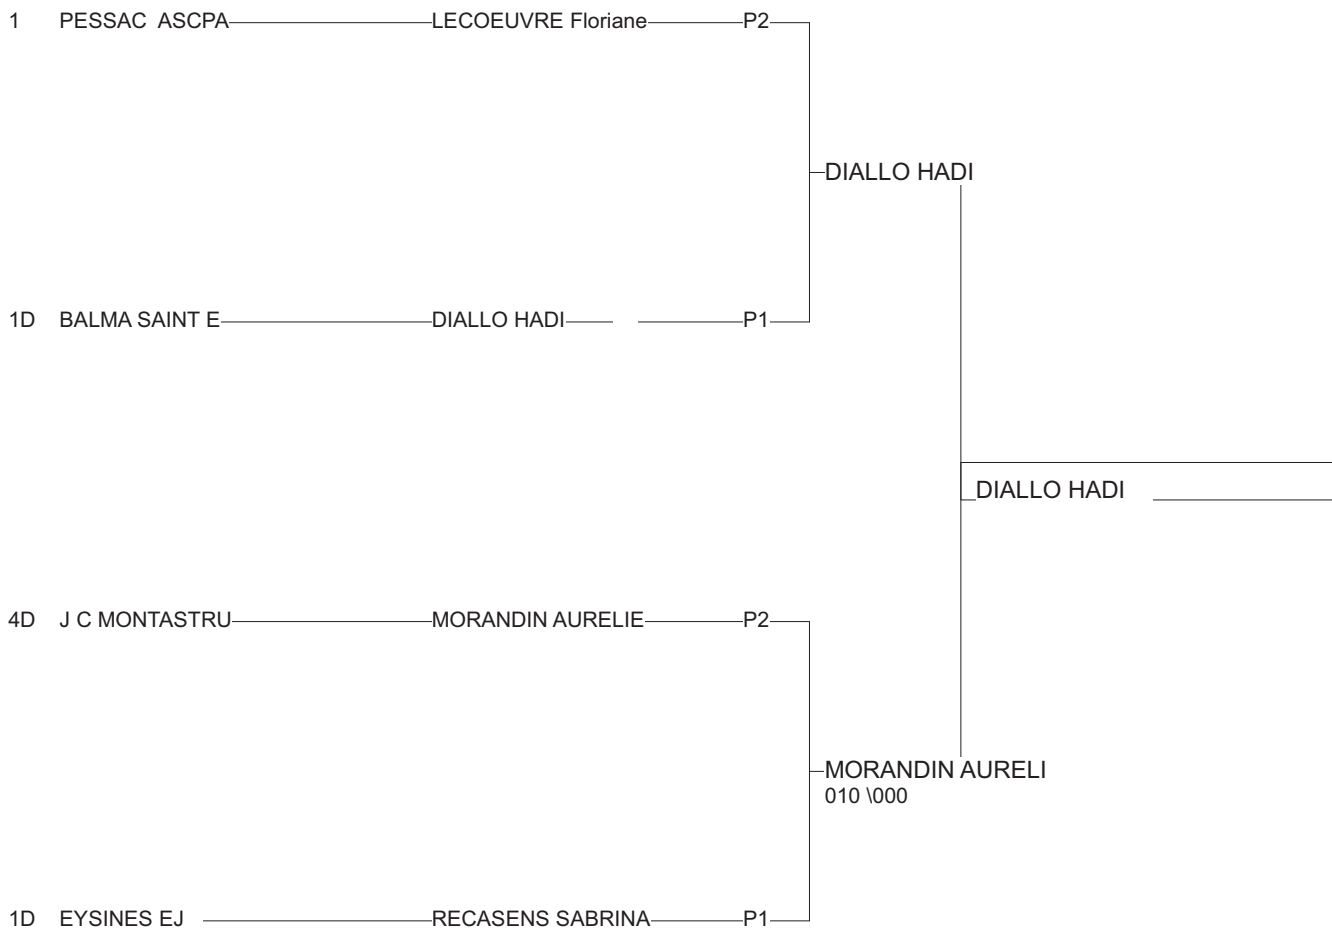 1 PESSAC ASCPA LECOEUVRE Floriane P2
DIALLO HADI
1D BALMA SAINT E DIALLO HADI P1
DIALLO HADI
4D J C MONTASTRU MORANDIN AURELIE P2
MORANDIN AURELI
010 \000
1D EYSINES EJ RECASENS SABRINA P1